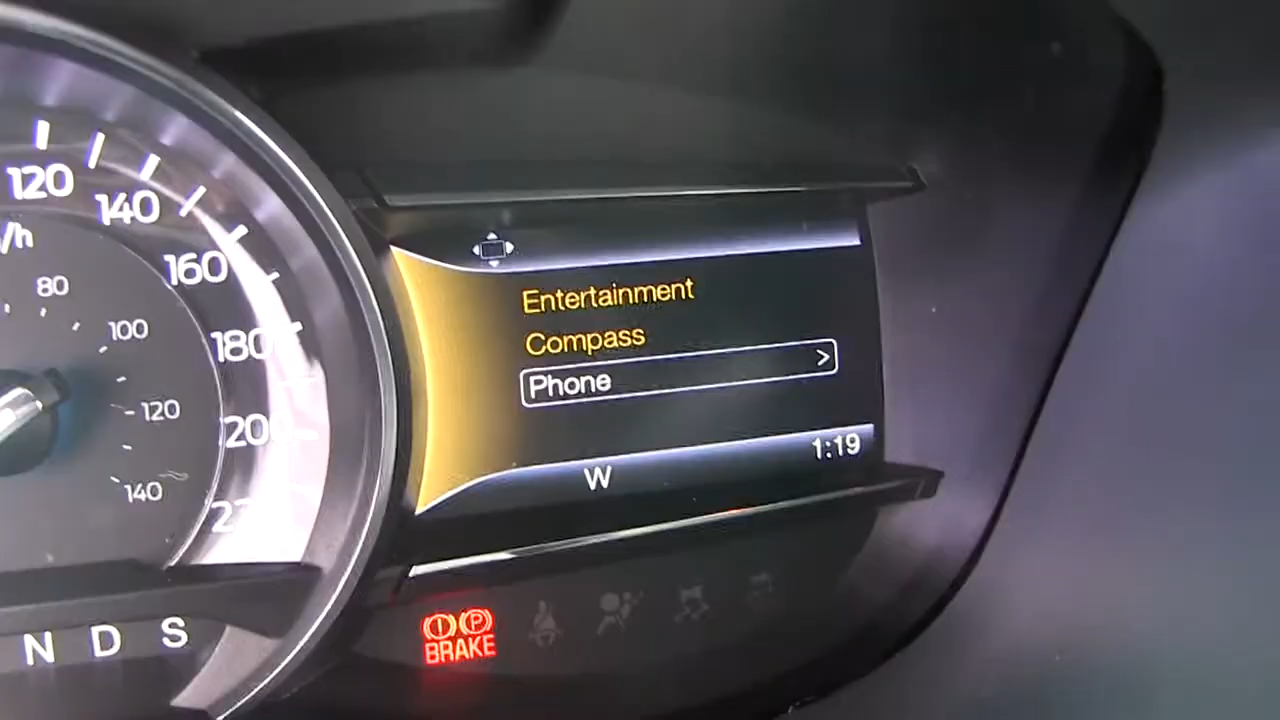 120
140
/h
160
80
100
180
120
200
140
Entertainment
Compass
Phone >
W
1:19
N D S
BRAKE